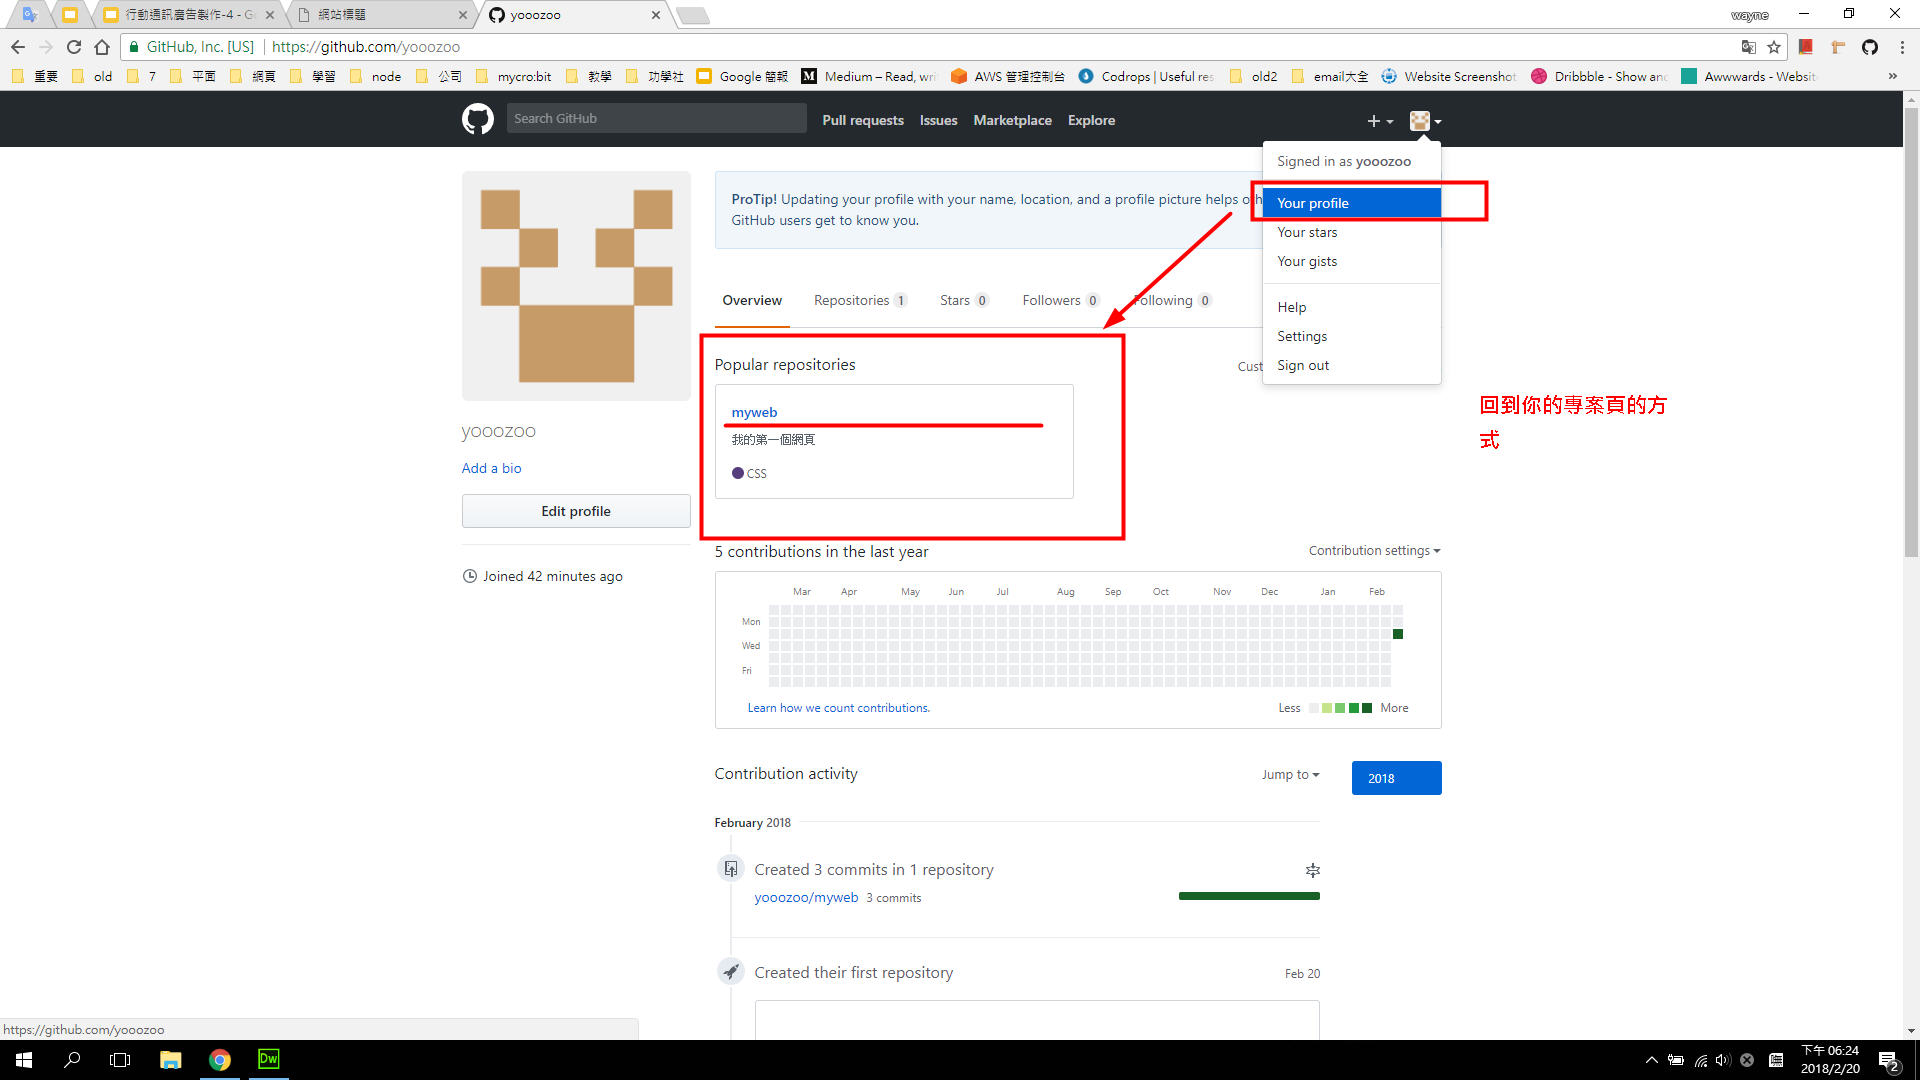 行動通訊廣告製作-4 - G
網站標題
yooozoo
wayne
GitHub, Inc. [US]
https://github.com/yooozoo
重要
old
7
平面
網頁
學習
node
公司
mycro:bit
教學
功學社
Google 簡報
Medium – Read, wri
AWS 管理控制台
Codrops | Useful res
old2
email大全
Website Screenshot
Dribbble - Show and
Awwwards - Websit
»
Search GitHub
Pull requests
Issues
Marketplace
Explore
Signed in as yooozoo
Your profile
Your stars
Your gists
Help
Settings
Sign out
ProTip! Updating your profile with your name, location, and a profile picture helps oth
GitHub users get to know you.
Overview
Repositories 1
Stars 0
Followers 0
Following 0
Popular repositories
Cust
myweb
我的第一個網頁
CSS
回到你的專案頁的方
式
yooozoo
Add a bio
Edit profile
Joined 42 minutes ago
5 contributions in the last year
Contribution settings
Mar Apr May Jun Jul Aug Sep Oct Nov Dec Jan Feb
Mon
Wed
Fri
Learn how we count contributions.
Less
More
Contribution activity
Jump to
2018
February 2018
Created 3 commits in 1 repository
yooozoo/myweb 3 commits
Created their first repository
Feb 20
https://github.com/yooozoo
Dw
下午 06:24
2018/2/20
2